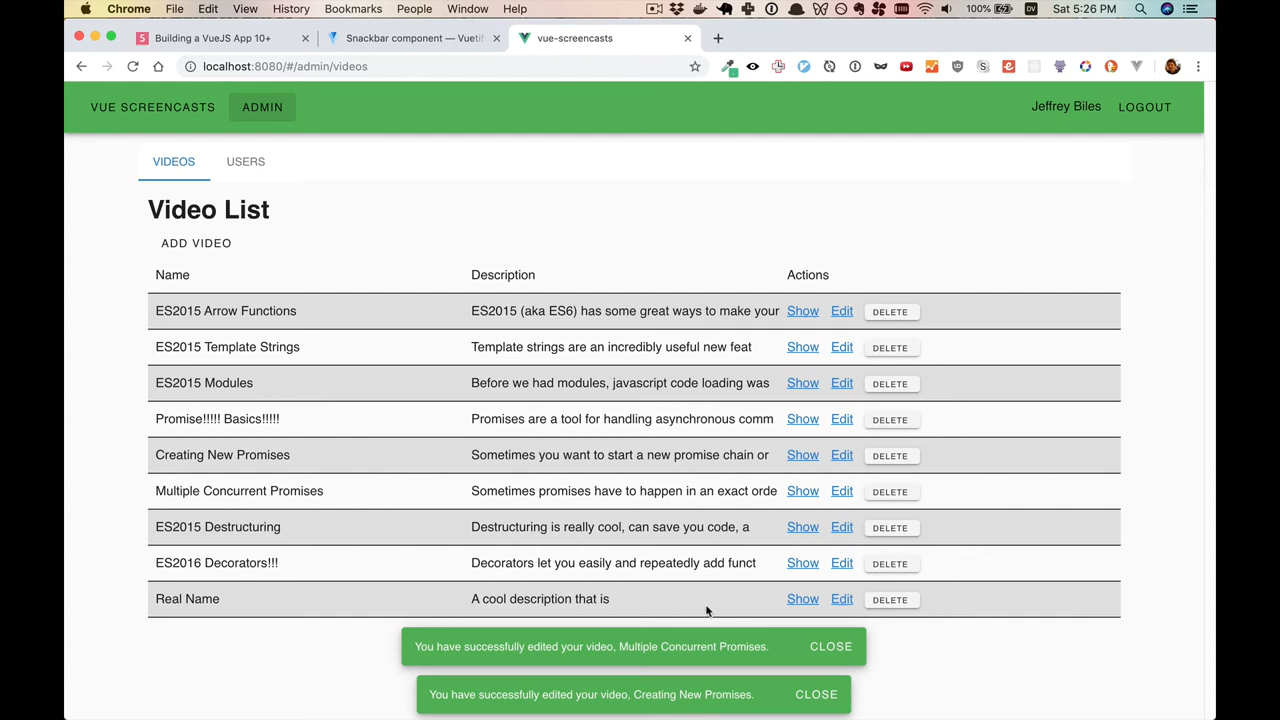 Chrome File Edit View History Bookmarks People Window Help 100% Sat 5:26 PM
Building a VueJS App 10+ Snackbar component — Vuetif vue-screencasts
localhost:8080/#/admin/videos
VUE SCREENCASTS ADMIN Jeffrey Biles LOGOUT
VIDEOS USERS
Video List
ADD VIDEO
Name Description Actions
ES2015 Arrow Functions ES2015 (aka ES6) has some great ways to make your Show Edit DELETE
ES2015 Template Strings Template strings are an incredibly useful new feat Show Edit DELETE
ES2015 Modules Before we had modules, javascript code loading was Show Edit DELETE
Promise!!!!! Basics!!!!! Promises are a tool for handling asynchronous comm Show Edit DELETE
Creating New Promises Sometimes you want to start a new promise chain or Show Edit DELETE
Multiple Concurrent Promises Sometimes promises have to happen in an exact orde Show Edit DELETE
ES2015 Destructuring Destructuring is really cool, can save you code, a Show Edit DELETE
ES2016 Decorators!!! Decorators let you easily and repeatedly add funct Show Edit DELETE
Real Name A cool description that is Show Edit DELETE
You have successfully edited your video, Multiple Concurrent Promises. CLOSE
You have successfully edited your video, Creating New Promises. CLOSE